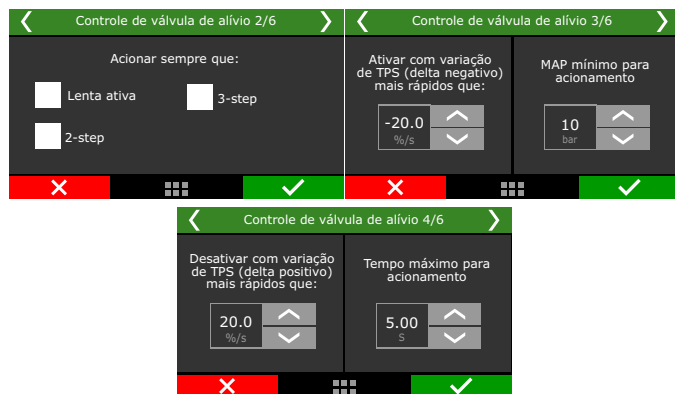 Controle de válvula de alívio 2/6
Acionar sempre que:
Lenta ativa
3-step
2-step
Controle de válvula de alívio 3/6
Ativar com variação
de TPS (delta negativo)
mais rápidos que:
-20.0
%/s
MAP mínimo para
acionamento
10
bar
Controle de válvula de alívio 4/6
Desativar com variação
de TPS (delta positivo)
mais rápidos que:
20.0
%/s
Tempo máximo para
acionamento
5.00
S